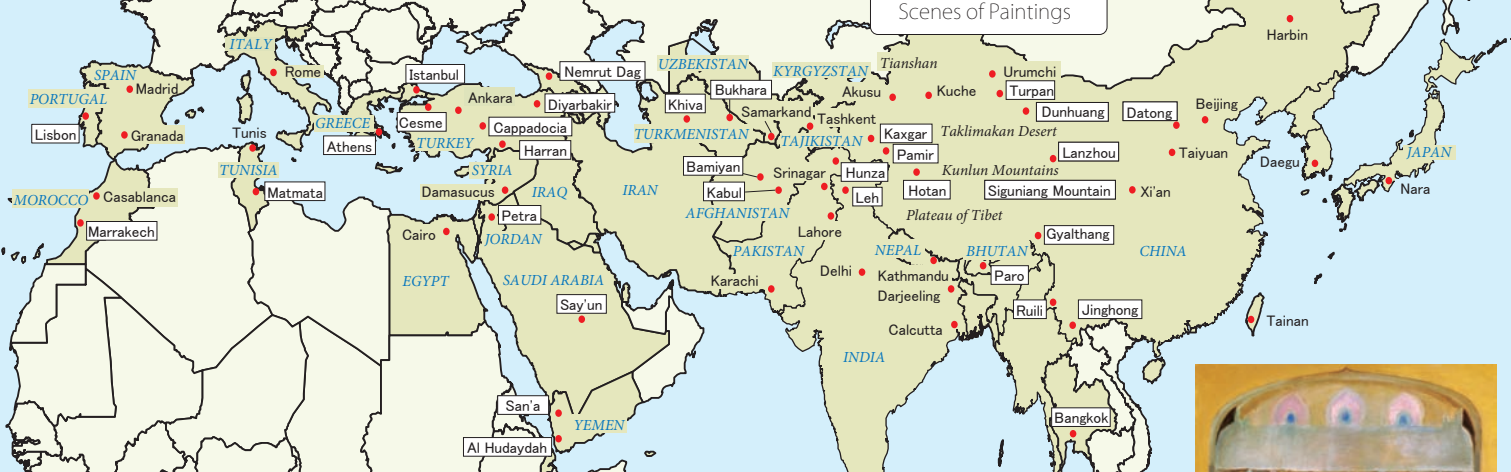 Scenes of Paintings
Harbin
ITALY
Rome
SPAIN
Madrid
PORTUGAL
Lisbon
Granada
Tunis
TUNISIA
Matmata
MOROCCO
Casablanca
Marrakech
Istanbul
Nemrut Dag
Ankara
Diyarbakir
Cesme
GREECE
Athens
TURKEY
Cappadocia
Harran
SYRIA
Damasucus
IRAQ
IRAN
Petra
JORDAN
Cairo
EGYPT
SAUDI ARABIA
Say'un
San'a
YEMEN
Al Hudaydah
UZBEKISTAN
KYRGYZSTAN
Tianshan
Urumchi
Bukhara
Khiva
Akusu
Kuche
Turpan
Samarkand
Tashkent
Dunhuang
Datong
Beijing
TURKMENISTAN
TAJIKISTAN
Kaxgar
Taklimakan Desert
Pamir
Lanzhou
Taiyuan
Daegu
JAPAN
Nara
Bamiyan
Srinagar
Hunza
Kunlun Mountains
Kabul
Leh
Hotan
Siguniang Mountain
Xi'an
AFGHANISTAN
Plateau of Tibet
Lahore
Gyalthang
PAKISTAN
NEPAL
BHUTAN
CHINA
Karachi
Delhi
Kathmandu
Paro
Darjeeling
Ruili
Jinghong
Calcutta
Tainan
INDIA
Bangkok